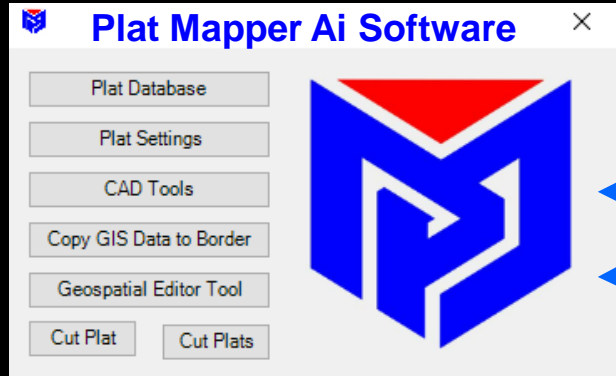 Plat Mapper Ai Software
Plat Database
Plat Settings
CAD Tools
Copy GIS Data to Border
Geospatial Editor Tool
Cut Plat Cut Plats